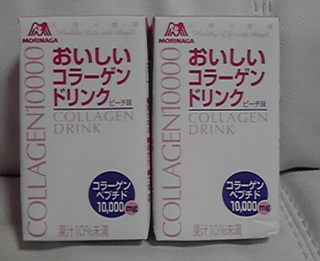 MORINAGA
おいしい
コラーゲン
ドリンク ピーチ味
COLLAGEN
DRINK
COLLAGEN10000
コラーゲン
ペプチド
10,000mg
果汁10%未満
MORINAGA
おいしい
コラーゲン
ドリンク ピーチ味
COLLAGEN
DRINK
COLLAGEN10000
コラーゲン
ペプチド
10,000mg
果汁10%未満